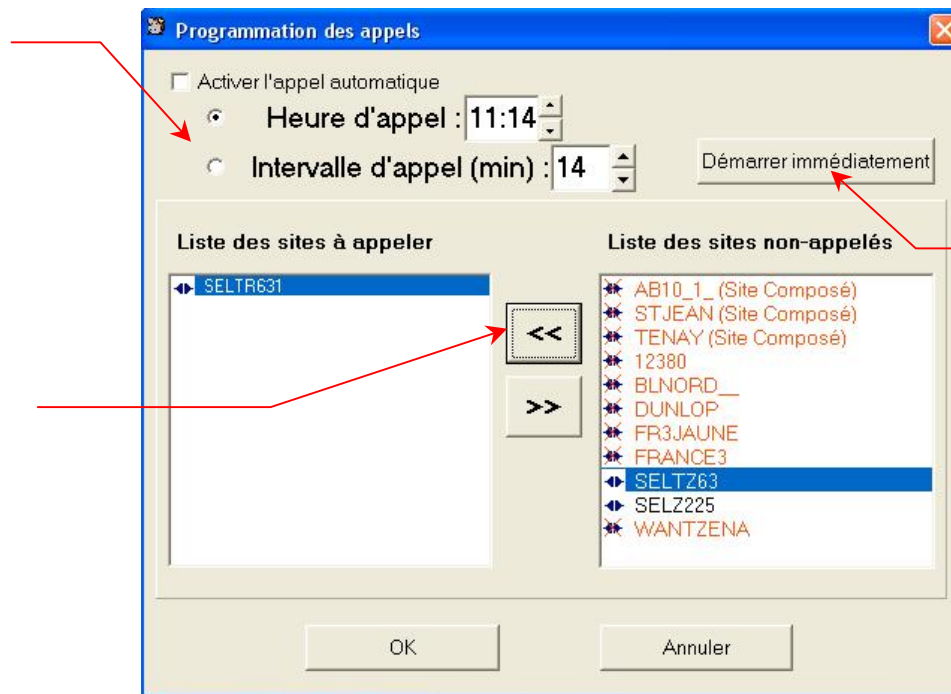 Programmation des appels
Activer l'appel automatique
Heure d'appel : 11:14
Intervalle d'appel (min) : 14
Démarrer immédiatement
Liste des sites à appeler
SELTR631
<<
>>
Liste des sites non-appelés
AB10_1_ (Site Composé)
STJEAN (Site Composé)
TENAY (Site Composé)
12380
BLNORD__
DUNLOP
FR3JAUNE
FRANCE3
SELTZ63
SELZ225
WANTZENA
OK
Annuler